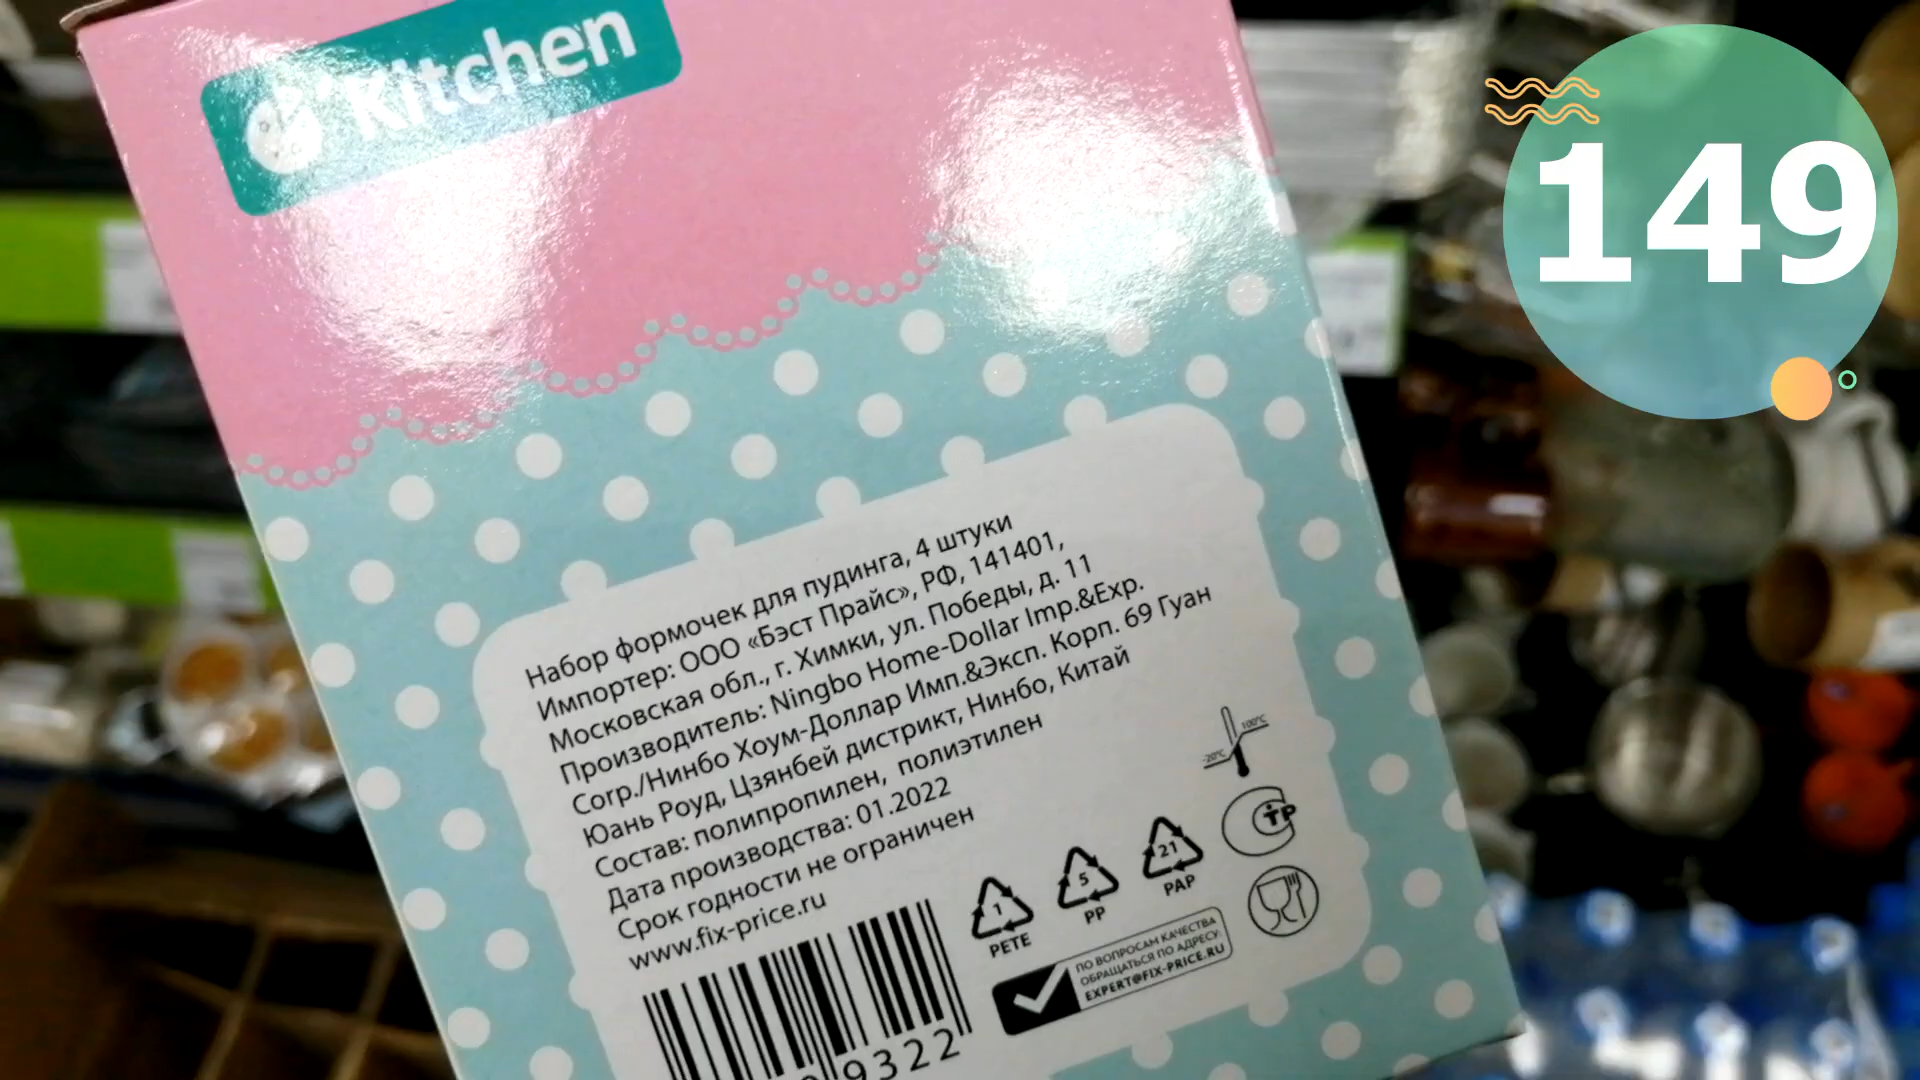 Kitchen
149
Набор формочек для пудинга, 4 штуки
Импортер: ООО «Бэст Прайс», РФ, 141401,
Московская обл., г. Химки, ул. Победы, д. 11
Производитель: Ningbo Home-Dollar Imp.&Exp.
Corp./Нинбо Хоум-Доллар Имп.&Эксп. Корп. 69 Гуан
Юань Роуд, Цзянбей дистрикт, Нинбо, Китай
Состав: полипропилен, полиэтилен
Дата производства: 01.2022
Срок годности не ограничен
www.fix-price.ru
100°C
-20°C
1
PETE
5
PP
21
PAP
СТР
ПО ВОПРОСАМ КАЧЕСТВА
ОБРАЩАТЬСЯ ПО АДРЕСУ:
EXPERT@FIX-PRICE.RU
9322